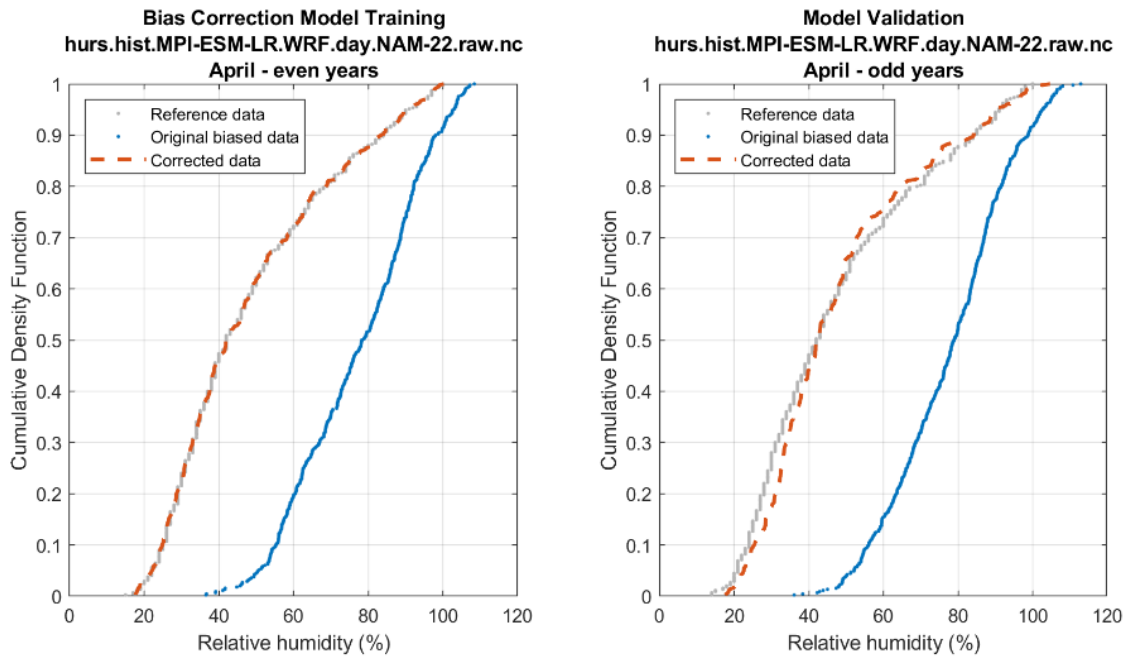 Bias Correction Model Training
hurs.hist.MPI-ESM-LR.WRF.day.NAM-22.raw.nc
April - even years
1
0.9
0.8
0.7
0.6
0.5
0.4
0.3
0.2
0.1
0
Cumulative Density Function
Reference data
Original biased data
Corrected data
0 20 40 60 80 100 120
Relative humidity (%)
Model Validation
hurs.hist.MPI-ESM-LR.WRF.day.NAM-22.raw.nc
April - odd years
1
0.9
0.8
0.7
0.6
0.5
0.4
0.3
0.2
0.1
0
Cumulative Density Function
Reference data
Original biased data
Corrected data
0 20 40 60 80 100 120
Relative humidity (%)